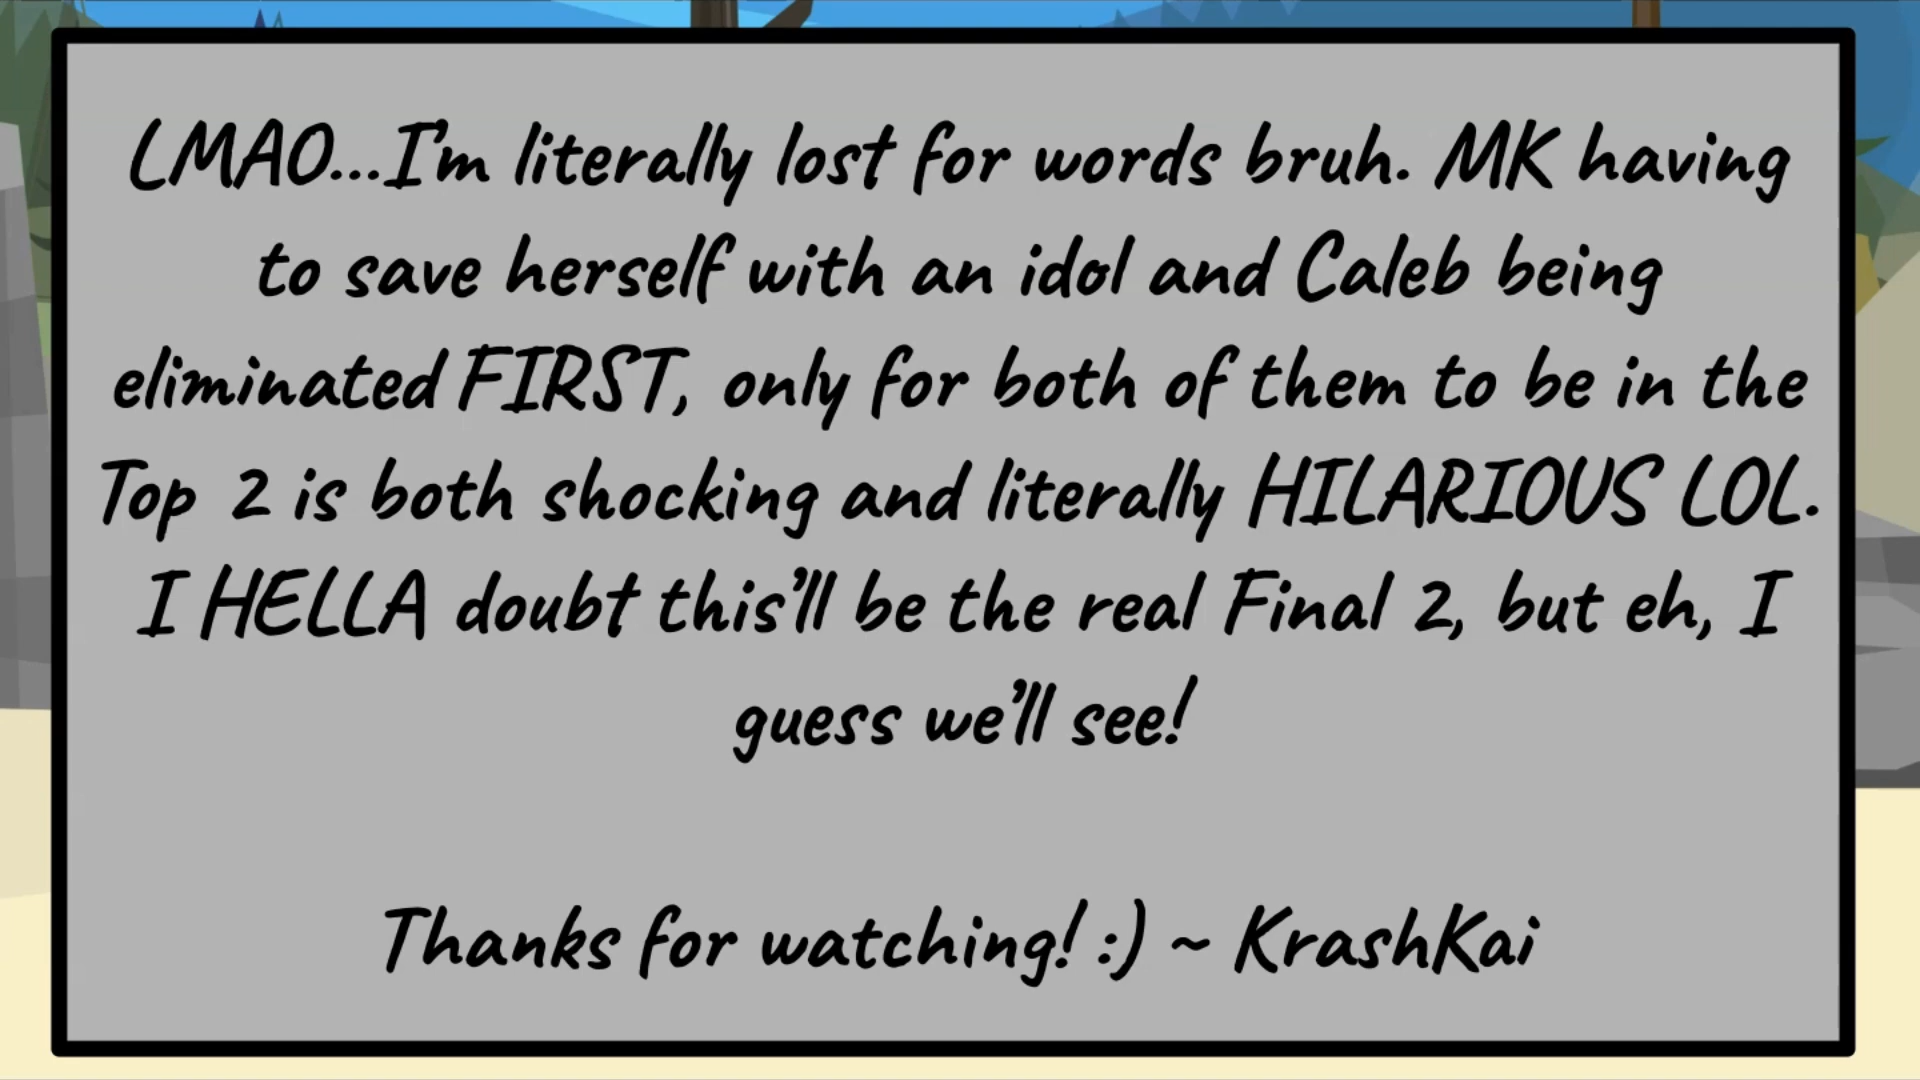 LMAO...I'm literally lost for words bruh. MK having
to save herself with an idol and Caleb being
eliminated FIRST, only for both of them to be in the
Top 2 is both shocking and literally HILARIOUS LOL.
I HELLA doubt this'll be the real Final 2, but eh, I
guess we'll see!
Thanks for watching! :) ~ KrashKai